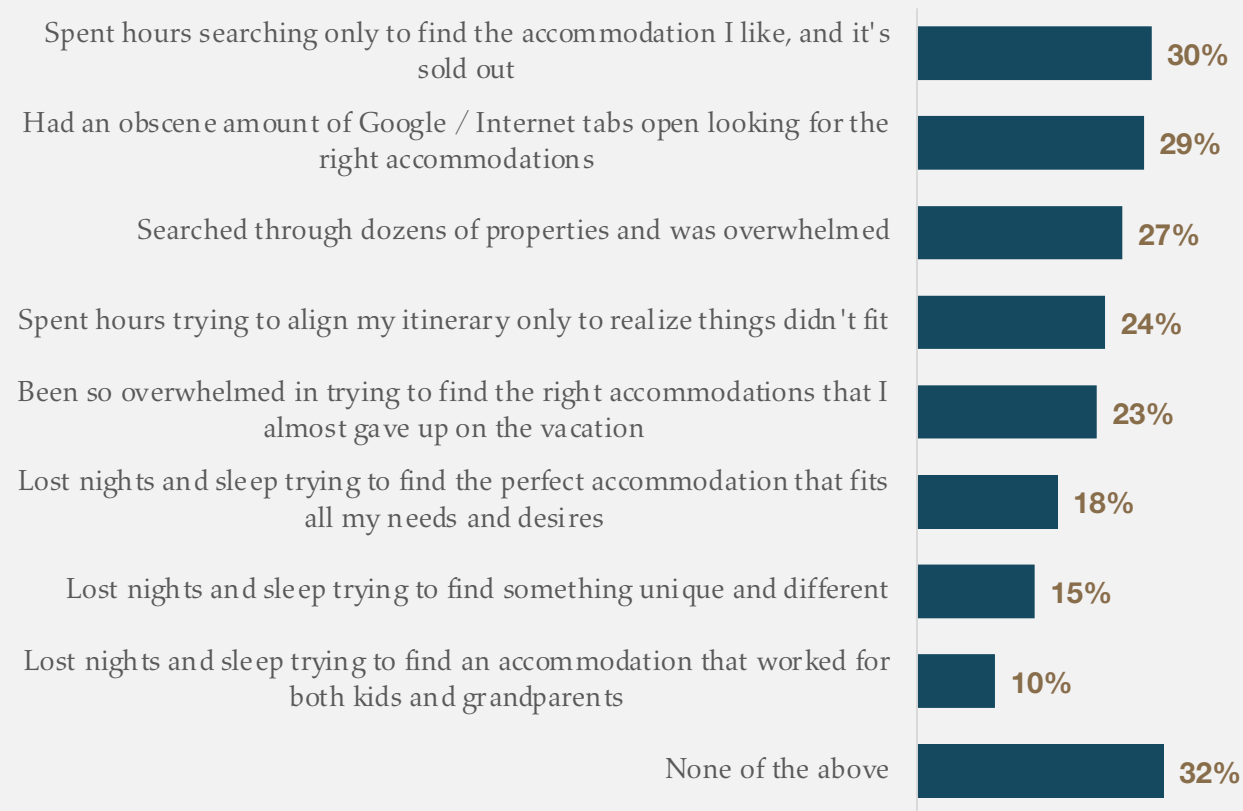 Spent hours searching only to find the accommodation I like, and it's
sold out
30%
Had an obscene amount of Google / Internet tabs open looking for the
right accommodations
29%
Searched through dozens of properties and was overwhelmed
27%
Spent hours trying to align my itinerary only to realize things didn't fit
24%
Been so overwhelmed in trying to find the right accommodations that I
almost gave up on the vacation
23%
Lost nights and sleep trying to find the perfect accommodation that fits
all my needs and desires
18%
Lost nights and sleep trying to find something unique and different
15%
Lost nights and sleep trying to find an accommodation that worked for
both kids and grandparents
10%
None of the above
32%